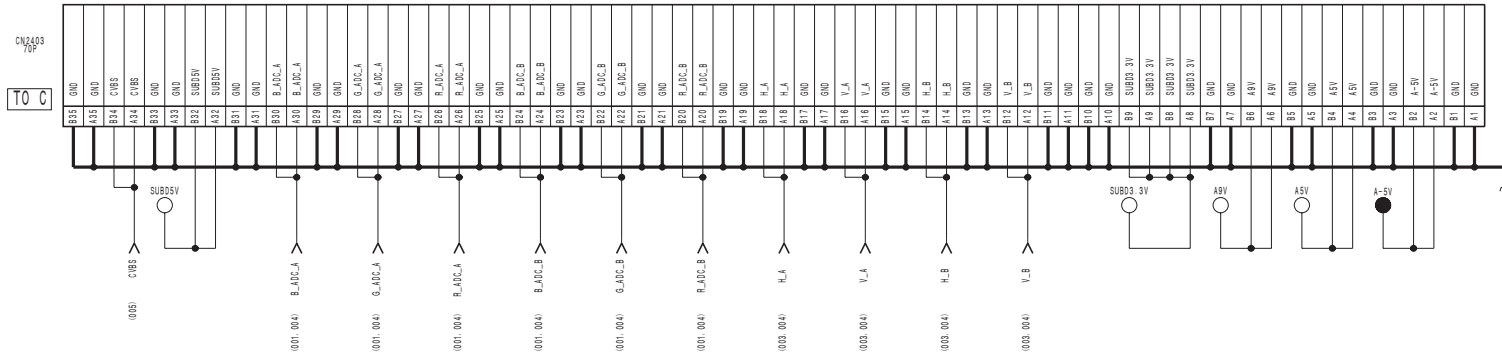 CN2403
70P
TO C
B35 GND
A35 GND
B34 CVBS
A34 CVBS
B33 GND
A33 GND
B32 SUBD5V
A32 SUBD5V
B31 GND
A31 GND
B30 B_ADC_A
A30 B_ADC_A
B29 GND
A29 GND
B28 G_ADC_A
A28 G_ADC_A
B27 GND
A27 GND
B26 R_ADC_A
A26 R_ADC_A
B25 GND
A25 GND
B24 B_ADC_B
A24 B_ADC_B
B23 GND
A23 GND
B22 G_ADC_B
A22 G_ADC_B
B21 GND
A21 GND
B20 R_ADC_B
A20 R_ADC_B
B19 GND
A19 GND
B18 H_A
A18 H_A
B17 GND
A17 GND
B16 V_A
A16 V_A
B15 GND
A15 GND
B14 H_B
A14 H_B
B13 GND
A13 GND
B12 V_B
A12 V_B
B11 GND
A11 GND
B10 GND
A10 GND
B9 SUBD3.3V
A9 SUBD3.3V
B8 SUBD3.3V
A8 SUBD3.3V
B7 GND
A7 GND
B6 A9V
A6 A9V
B5 GND
A5 GND
B4 A5V
A4 A5V
B3 GND
A3 GND
B2 A-5V
A2 A-5V
B1 GND
A1 GND
SUBD5V
SUBD3.3V
A9V
A5V
A-5V
(005) CVBS
(001.004) B_ADC_A
(001.004) G_ADC_A
(001.004) R_ADC_A
(001.004) B_ADC_B
(001.004) G_ADC_B
(001.004) R_ADC_B
(003.004) H_A
(003.004) V_A
(003.004) H_B
(003.004) V_B